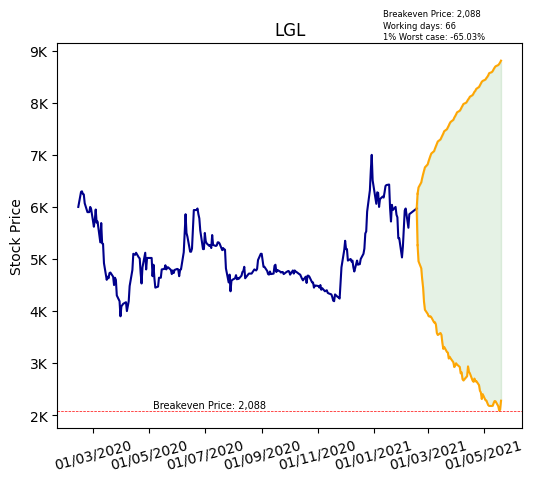 Breakeven Price: 2,088
Working days: 66
1% Worst case: -65.03%
LGL
Stock Price
9K
8K
7K
6K
5K
4K
3K
2K
Breakeven Price: 2,088
01/03/2020
01/05/2020
01/07/2020
01/09/2020
01/11/2020
01/01/2021
01/03/2021
01/05/2021